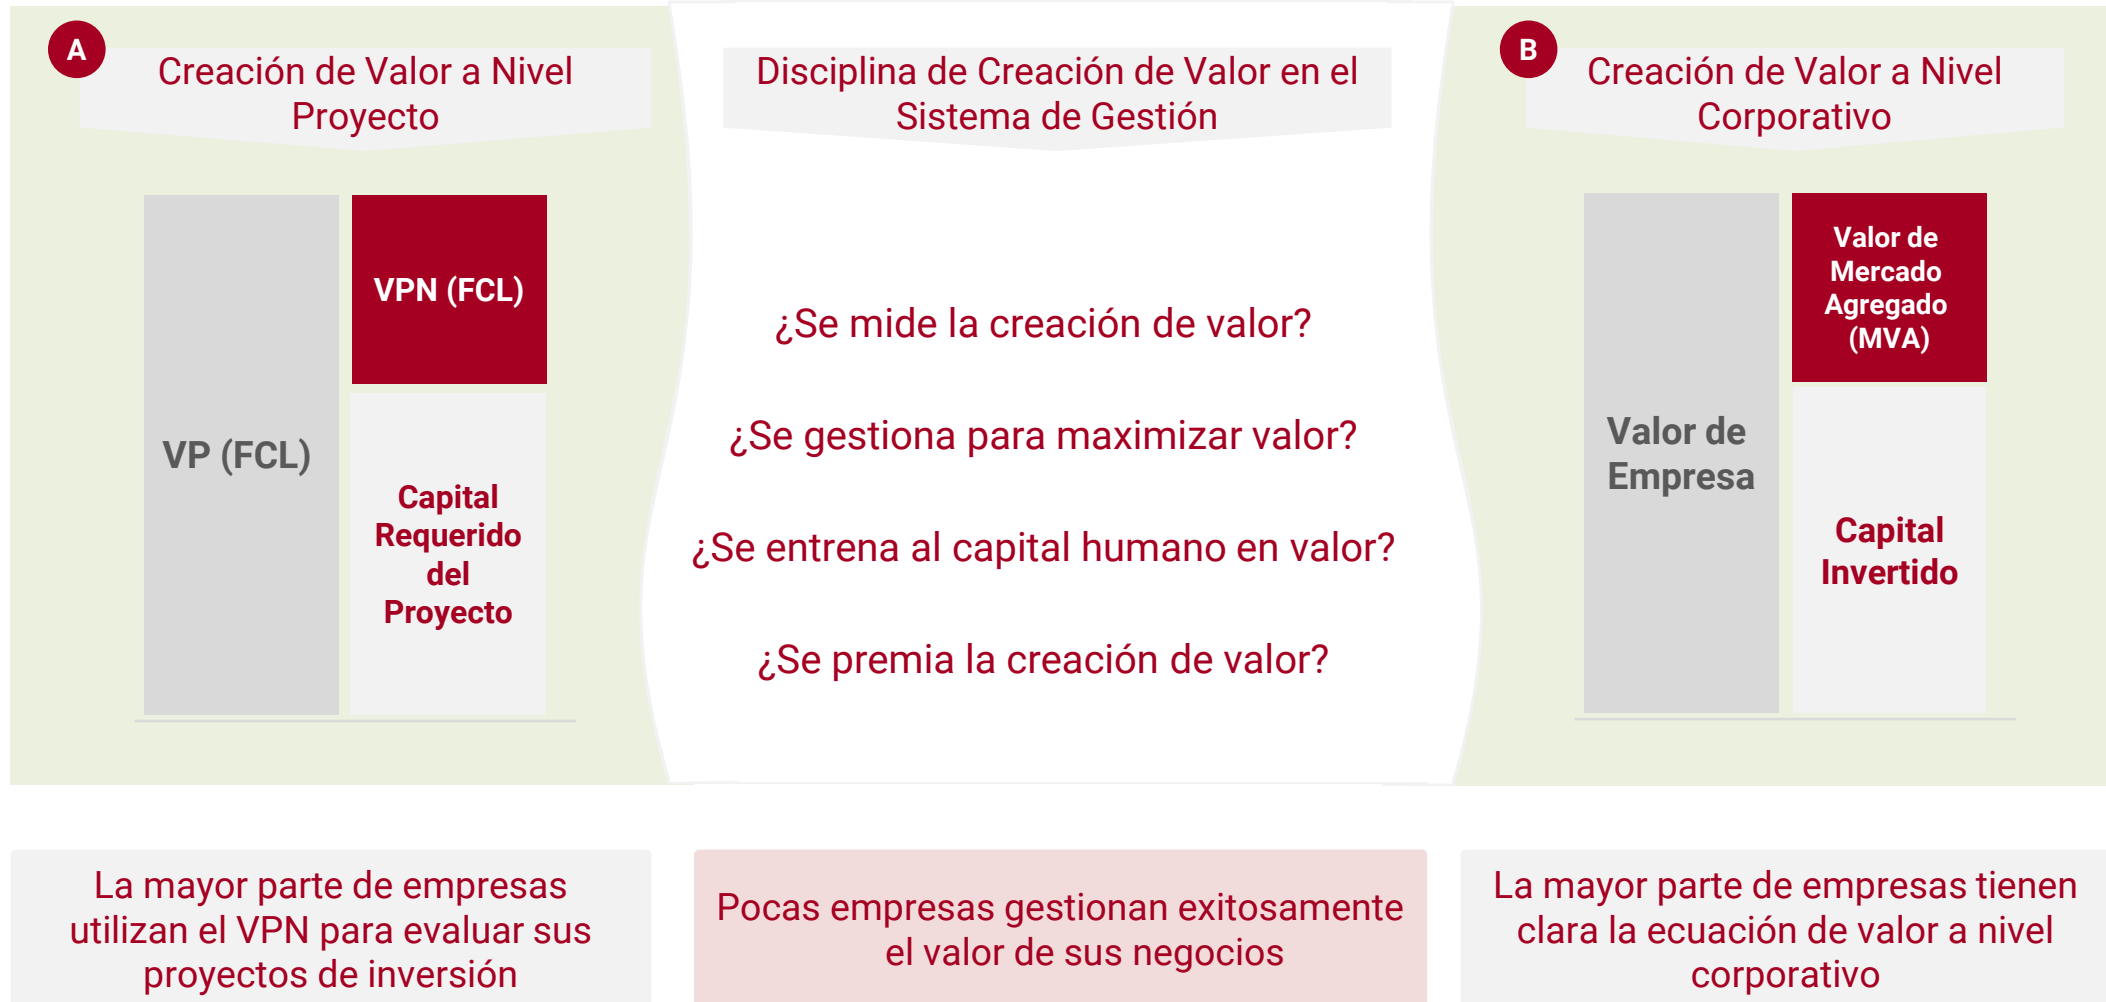 A
Creación de Valor a Nivel
Proyecto
VP (FCL)
VPN (FCL)
Capital
Requerido
del
Proyecto
La mayor parte de empresas
utilizan el VPN para evaluar sus
proyectos de inversión
Disciplina de Creación de Valor en el
Sistema de Gestión
¿Se mide la creación de valor?
¿Se gestiona para maximizar valor?
¿Se entrena al capital humano en valor?
¿Se premia la creación de valor?
Pocas empresas gestionan exitosamente
el valor de sus negocios
B
Creación de Valor a Nivel
Corporativo
Valor de
Empresa
Valor de
Mercado
Agregado
(MVA)
Capital
Invertido
La mayor parte de empresas tienen
clara la ecuación de valor a nivel
corporativo